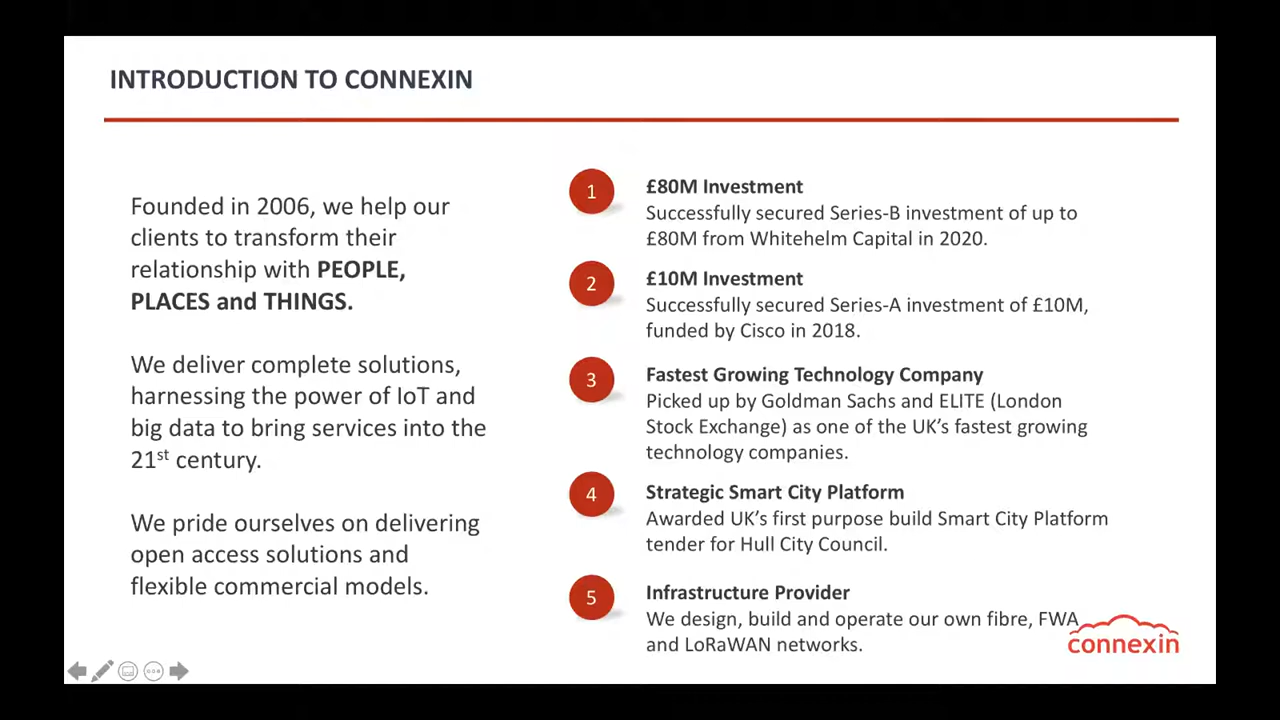 INTRODUCTION TO CONNEXIN
Founded in 2006, we help our
clients to transform their
relationship with PEOPLE,
PLACES and THINGS.
We deliver complete solutions,
harnessing the power of IoT and
big data to bring services into the
21st century.
We pride ourselves on delivering
open access solutions and
flexible commercial models.
1
£80M Investment
Successfully secured Series-B investment of up to
£80M from Whitehelm Capital in 2020.
2
£10M Investment
Successfully secured Series-A investment of £10M,
funded by Cisco in 2018.
3
Fastest Growing Technology Company
Picked up by Goldman Sachs and ELITE (London
Stock Exchange) as one of the UK's fastest growing
technology companies.
4
Strategic Smart City Platform
Awarded UK's first purpose build Smart City Platform
tender for Hull City Council.
5
Infrastructure Provider
We design, build and operate our own fibre, FWA
and LoRaWAN networks.
connexin